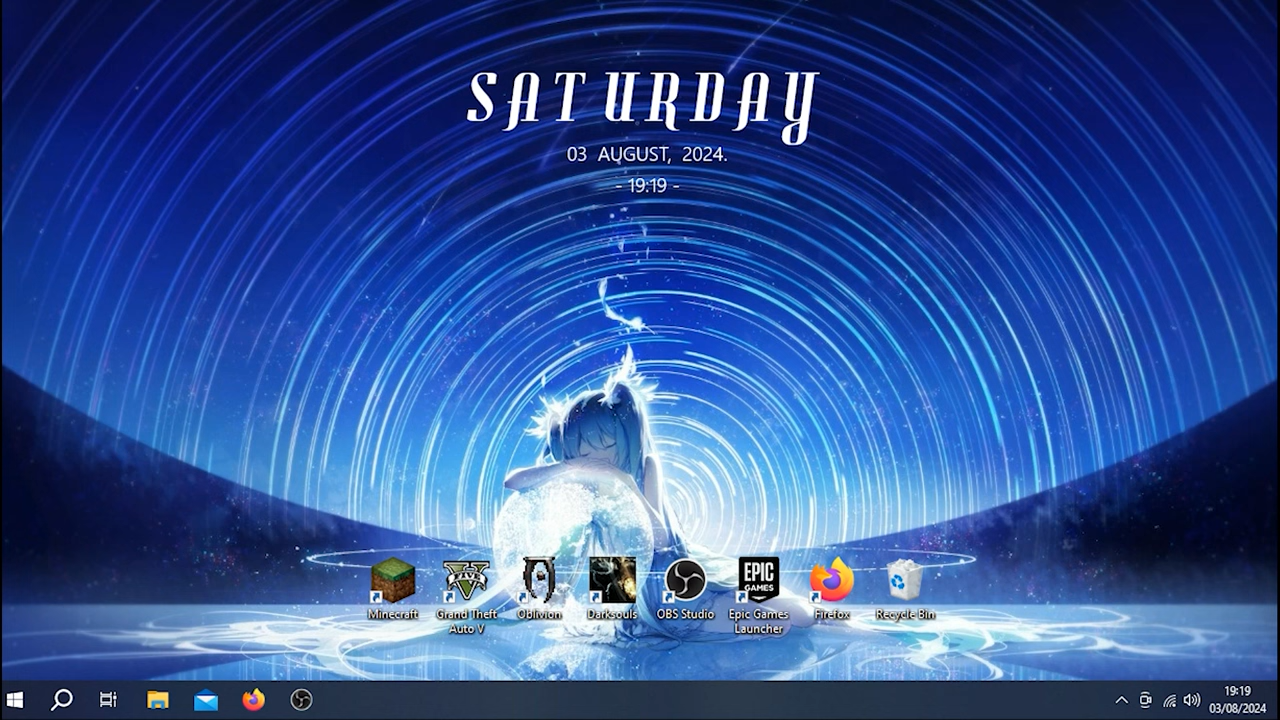 SATURDAY
03 AUGUST, 2024.
- 19:19 -
FIVE
EPIC
GAMES
Minecraft
Grand Theft
Auto V
Oblivion
Darksouls
OBS Studio
Epic Games
Launcher
Firefox
Recycle Bin
19:19
03/08/2024